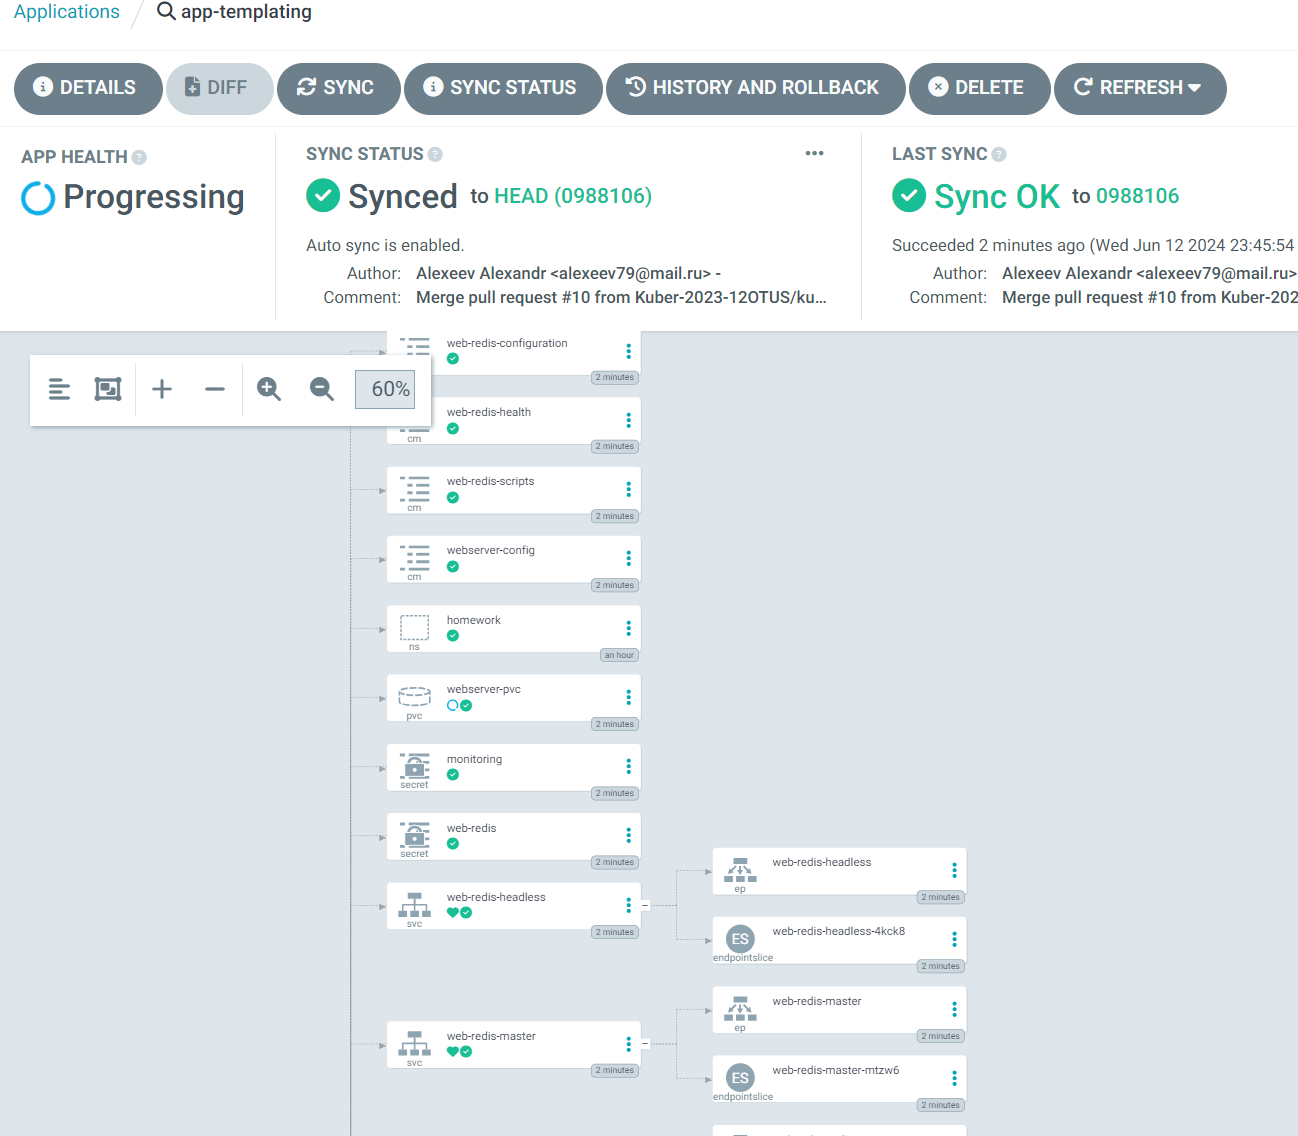 Applications
app-templating
DETAILS
DIFF
SYNC
SYNC STATUS
HISTORY AND ROLLBACK
DELETE
REFRESH
APP HEALTH
Progressing
SYNC STATUS
Synced to HEAD (0988106)
Auto sync is enabled.
Author: Alexeev Alexandr <alexeev79@mail.ru> -
Comment: Merge pull request #10 from Kuber-2023-12OTUS/ku...
LAST SYNC
Sync OK to 0988106
Succeeded 2 minutes ago (Wed Jun 12 2024 23:45:54
Author: Alexeev Alexandr <alexeev79@mail.ru>
Comment: Merge pull request #10 from Kuber-202
60%
web-redis-configuration
2 minutes
web-redis-health
cm
2 minutes
web-redis-scripts
cm
2 minutes
webserver-config
cm
2 minutes
homework
ns
an hour
webserver-pvc
pvc
2 minutes
monitoring
secret
2 minutes
web-redis
secret
2 minutes
web-redis-headless
svc
2 minutes
web-redis-headless
ep
2 minutes
ES
web-redis-headless-4kck8
endpointslice
2 minutes
web-redis-master
svc
2 minutes
web-redis-master
ep
2 minutes
ES
web-redis-master-mtzw6
endpointslice
2 minutes